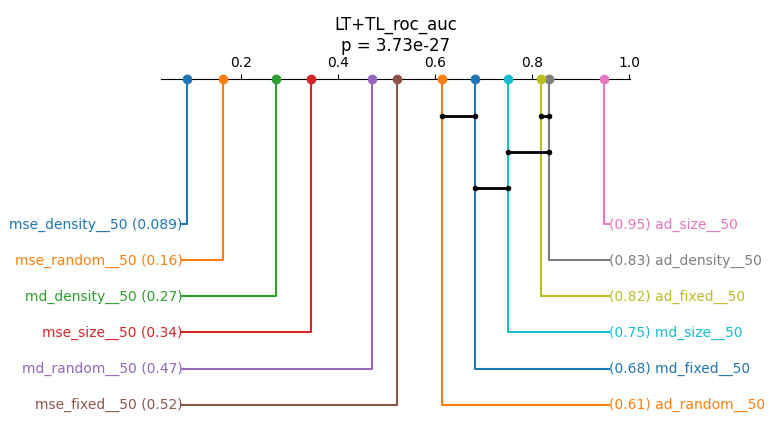 LT+TL_roc_auc
p = 3.73e-27
0.2 0.4 0.6 0.8 1.0
mse_density__50 (0.089) (0.95) ad_size__50
mse_random__50 (0.16) (0.83) ad_density__50
md_density__50 (0.27) (0.82) ad_fixed__50
mse_size__50 (0.34) (0.75) md_size__50
md_random__50 (0.47) (0.68) md_fixed__50
mse_fixed__50 (0.52) (0.61) ad_random__50